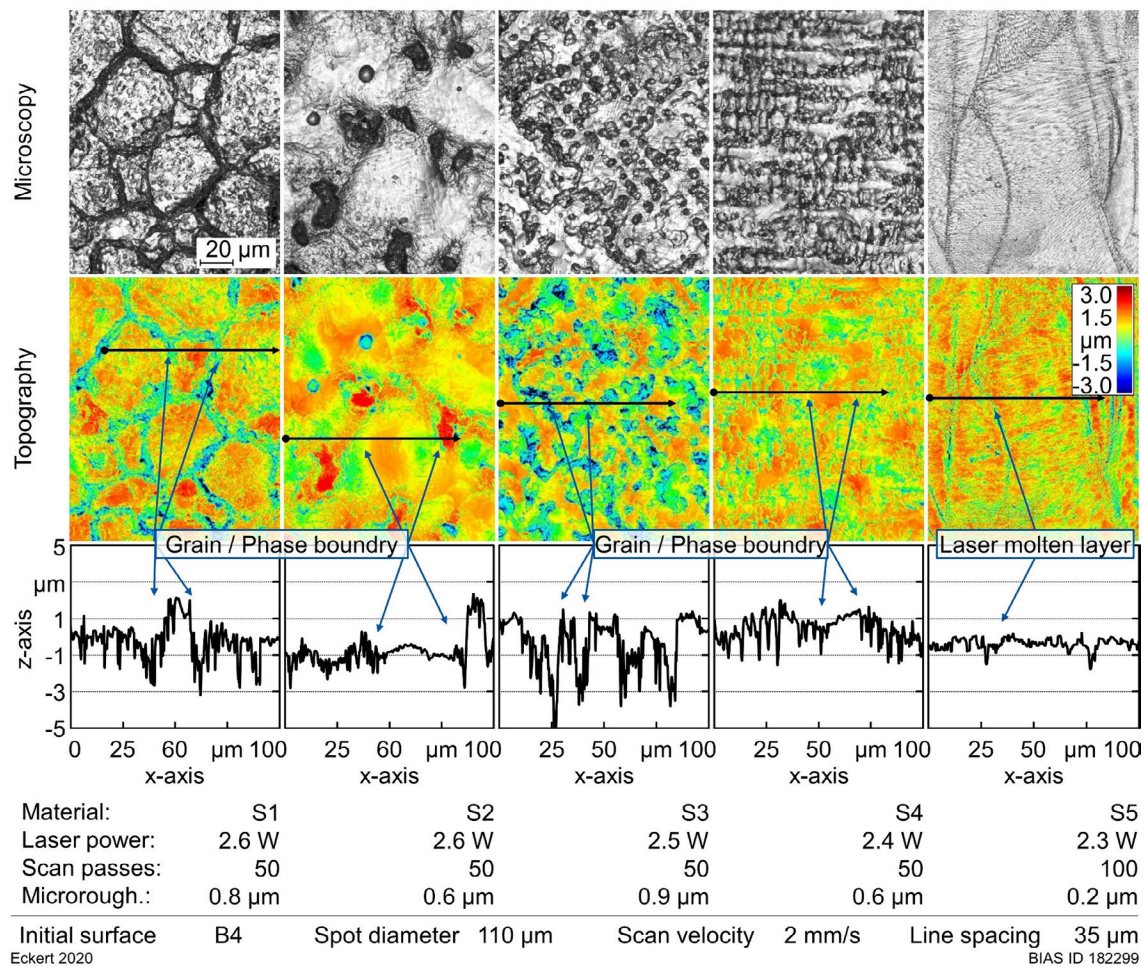 Microscopy
20 µm
Topography
3.0
1.5
µm
-1.5
-3.0
Grain / Phase boundry
Grain / Phase boundry
Laser molten layer
z-axis
5
µm
1
-1
-3
-5
0 25 60 µm 100
25 50 µm 100
25 50 µm 100
25 50 µm 100
25 50 µm 100
x-axis x-axis x-axis x-axis x-axis
Material: S1 S2 S3 S4 S5
Laser power: 2.6 W 2.6 W 2.5 W 2.4 W 2.3 W
Scan passes: 50 50 50 50 100
Microrough.: 0.8 µm 0.6 µm 0.9 µm 0.6 µm 0.2 µm
Initial surface B4 Spot diameter 110 µm Scan velocity 2 mm/s Line spacing 35 µm
Eckert 2020 BIAS ID 182299